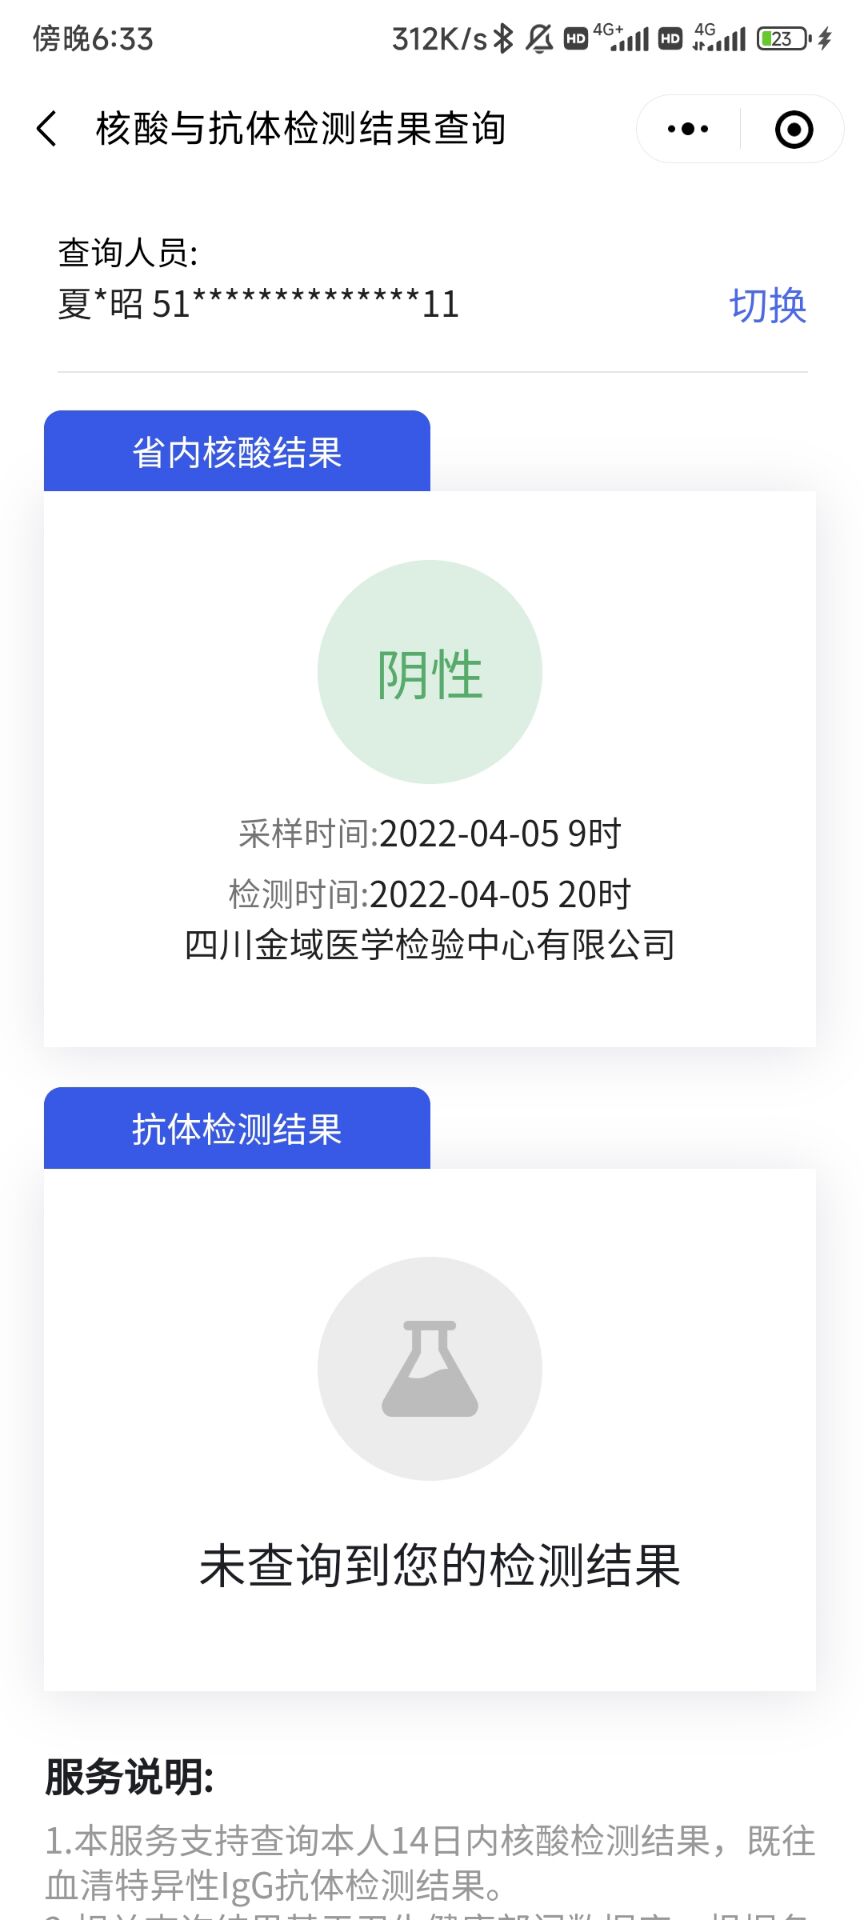 傍晚6:33 312K/s HD 4G+ HD 4G 23
核酸与抗体检测结果查询
查询人员:
夏*昭 51**************11 切换
省内核酸结果
阴性
采样时间:2022-04-05 9时
检测时间:2022-04-05 20时
四川金域医学检验中心有限公司
抗体检测结果
未查询到您的检测结果
服务说明:
1.本服务支持查询本人14日内核酸检测结果，既往
血清特异性IgG抗体检测结果。